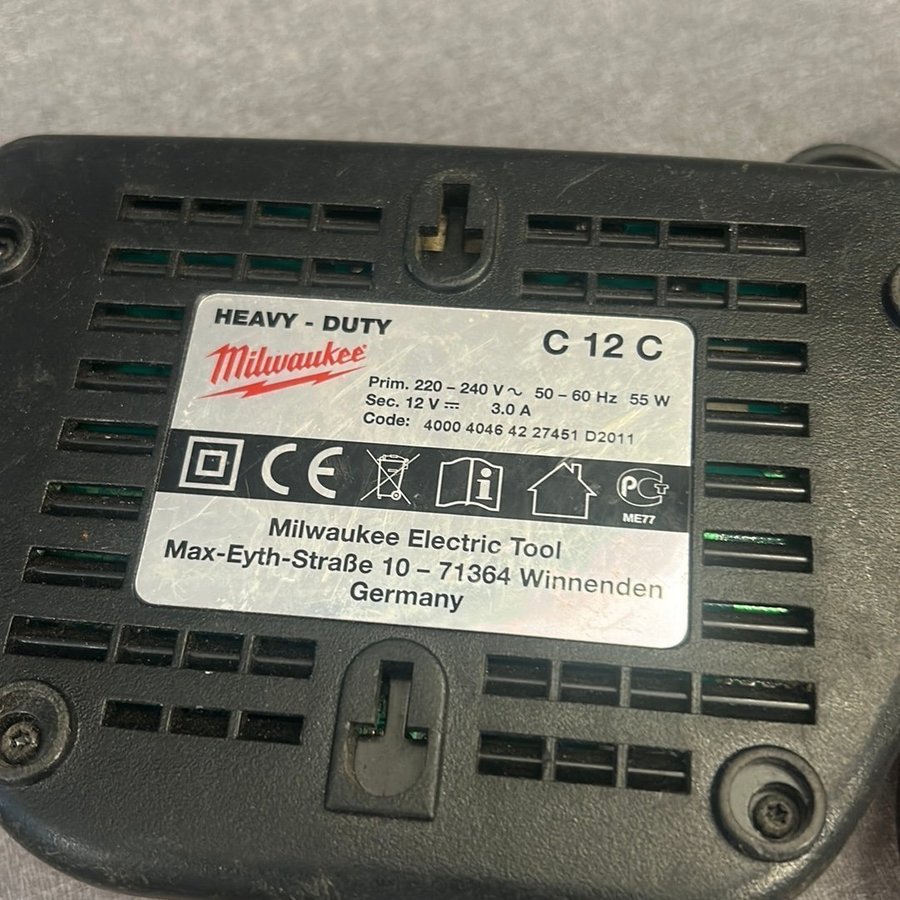 HEAVY - DUTY
C 12 C
Milwaukee
Prim. 220 – 240 V ~ 50 – 60 Hz 55 W
Sec. 12 V ⎓ 3.0 A
Code: 4000 4046 42 27451 D2011
CE
i
РСТ
ME77
Milwaukee Electric Tool
Max-Eyth-Straße 10 – 71364 Winnenden
Germany